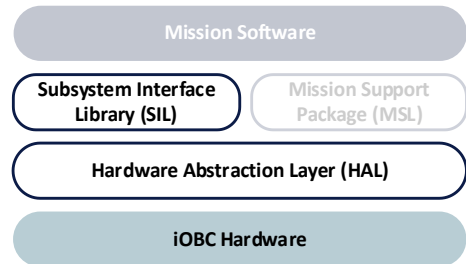 Mission Software
Subsystem Interface
Library (SIL)
Mission Support
Package (MSL)
Hardware Abstraction Layer (HAL)
iOBC Hardware